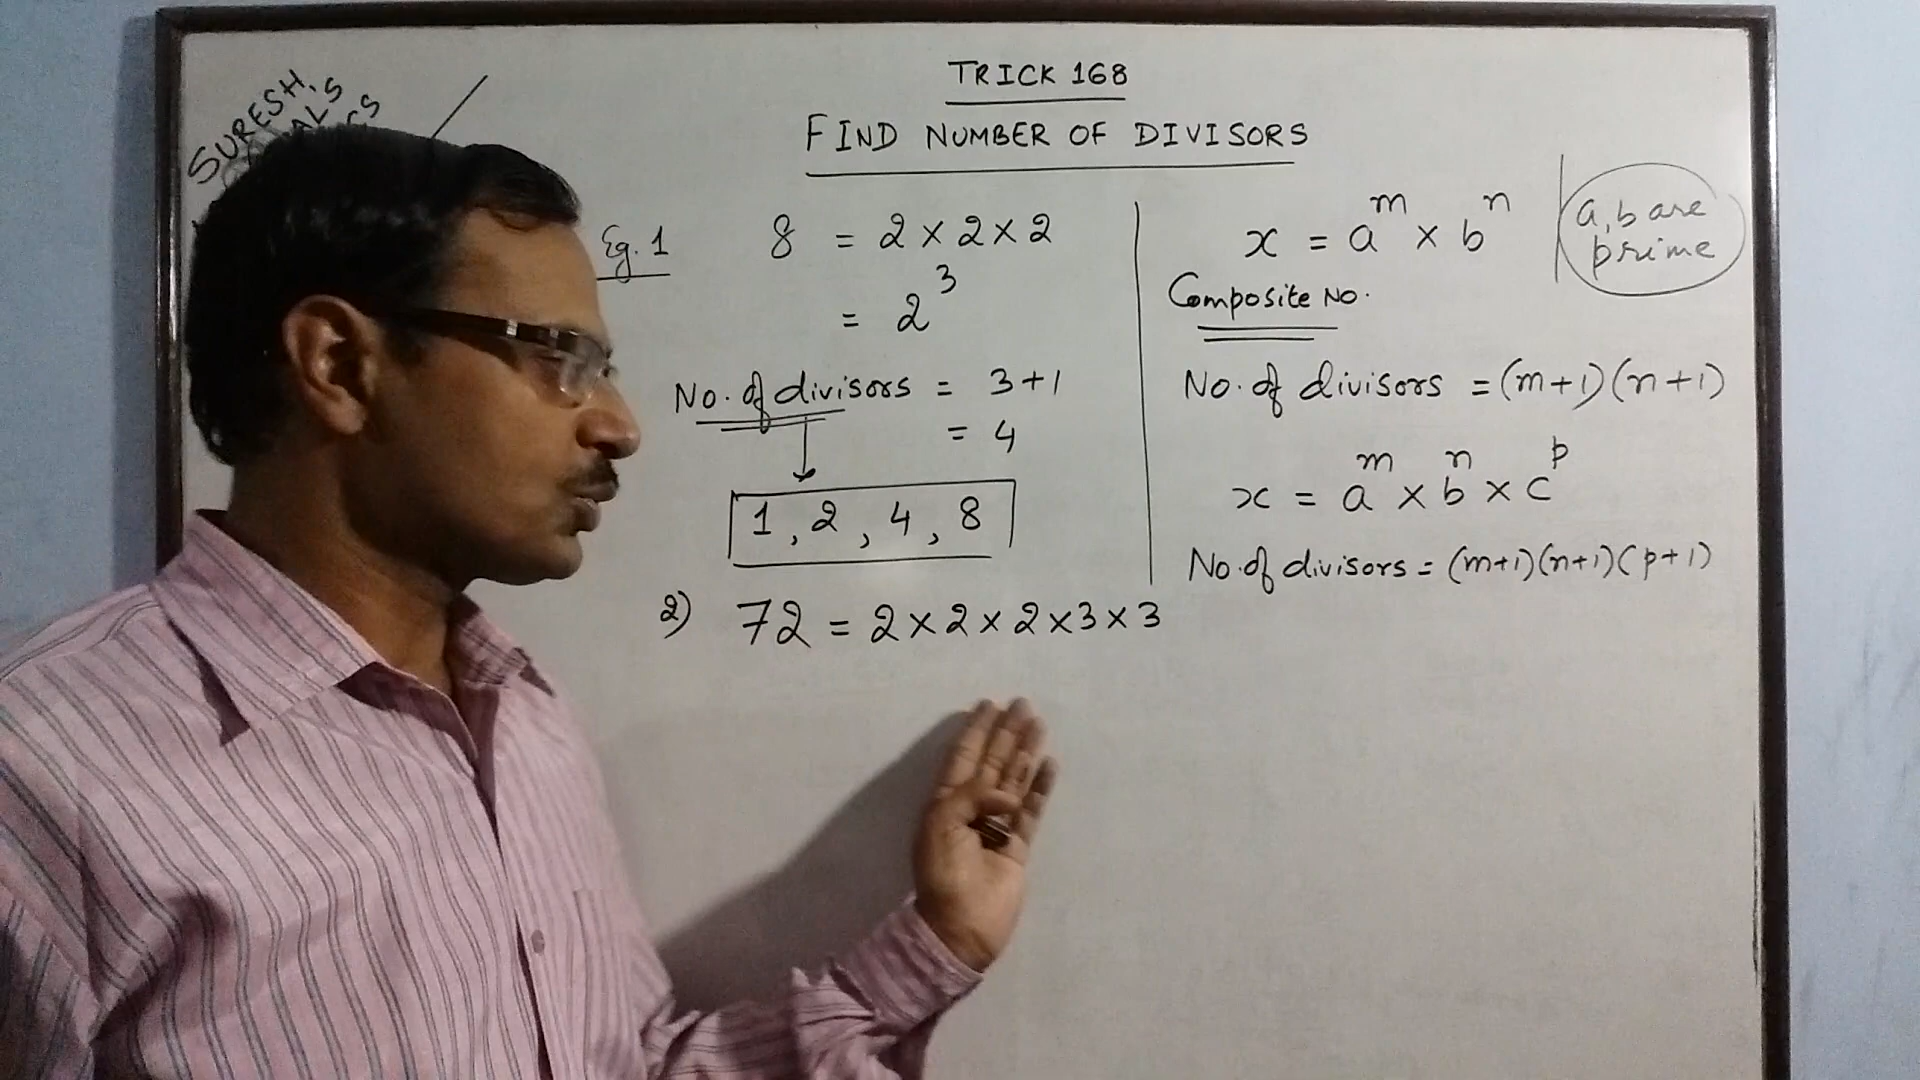 SURESH.
TRICK 168
FIND NUMBER OF DIVISORS
Eg. 1
8 = 2 × 2 × 2
= 2³
No. of divisors = 3+1
= 4
1, 2, 4, 8
2) 72 = 2 × 2 × 2 × 3 × 3
x = aᵐ × bⁿ
a, b are
prime
Composite No.
No. of divisors = (m+1)(n+1)
x = aᵐ × bⁿ × cᵖ
No. of divisors = (m+1)(n+1)(p+1)